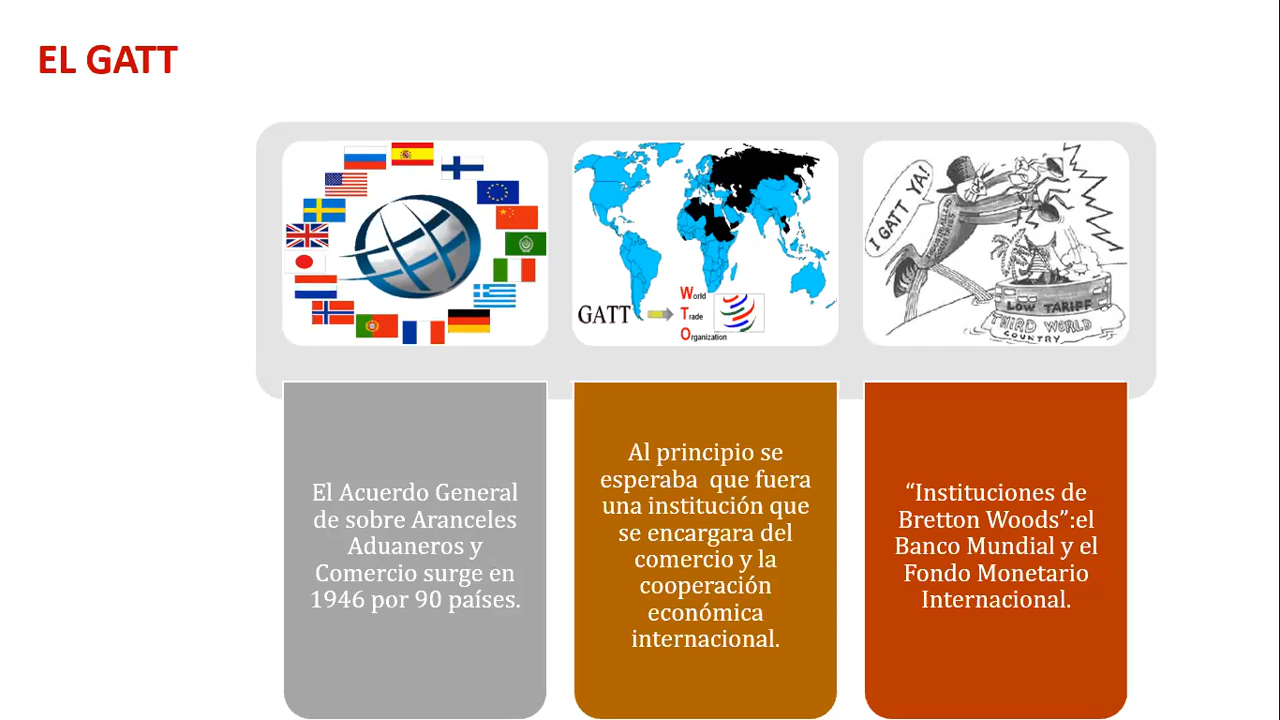 EL GATT
GATT
World
Trade
Organization
I GATT YA!
LOW TARIFF
THIRD WORLD
COUNTRY
El Acuerdo General
de sobre Aranceles
Aduaneros y
Comercio surge en
1946 por 90 países.
Al principio se
esperaba  que fuera
una institución que
se encargara del
comercio y la
cooperación
económica
internacional.
“Instituciones de
Bretton Woods”:el
Banco Mundial y el
Fondo Monetario
Internacional.